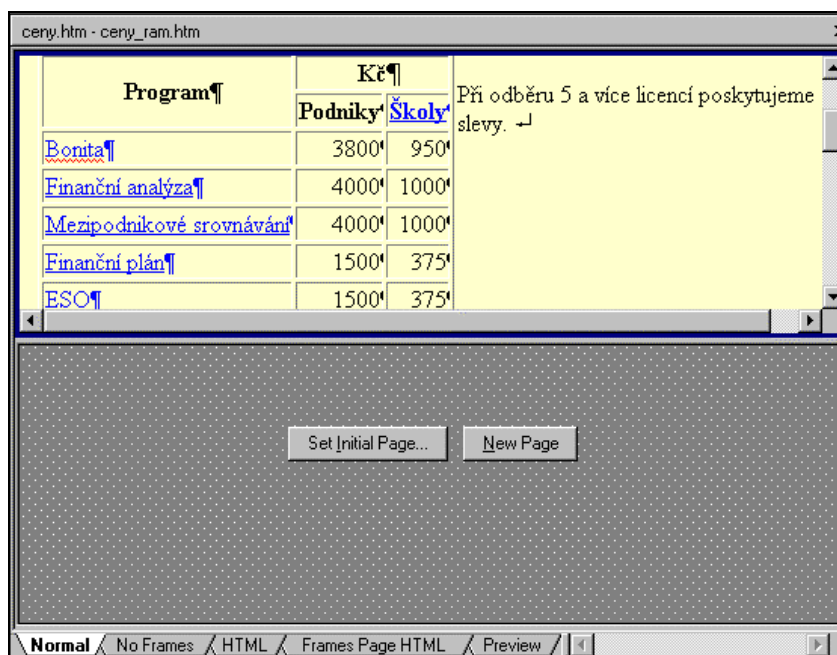 ceny.htm - ceny_ram.htm
Program¶ Kč¶
Podniky Školy
Při odběru 5 a více licencí poskytujeme
slevy. ↵
Bonita¶ 3800 950
Finanční analýza¶ 4000 1000
Mezipodnikové srovnávání 4000 1000
Finanční plán¶ 1500 375
ESO¶ 1500 375
Set Initial Page... New Page
Normal No Frames HTML Frames Page HTML Preview